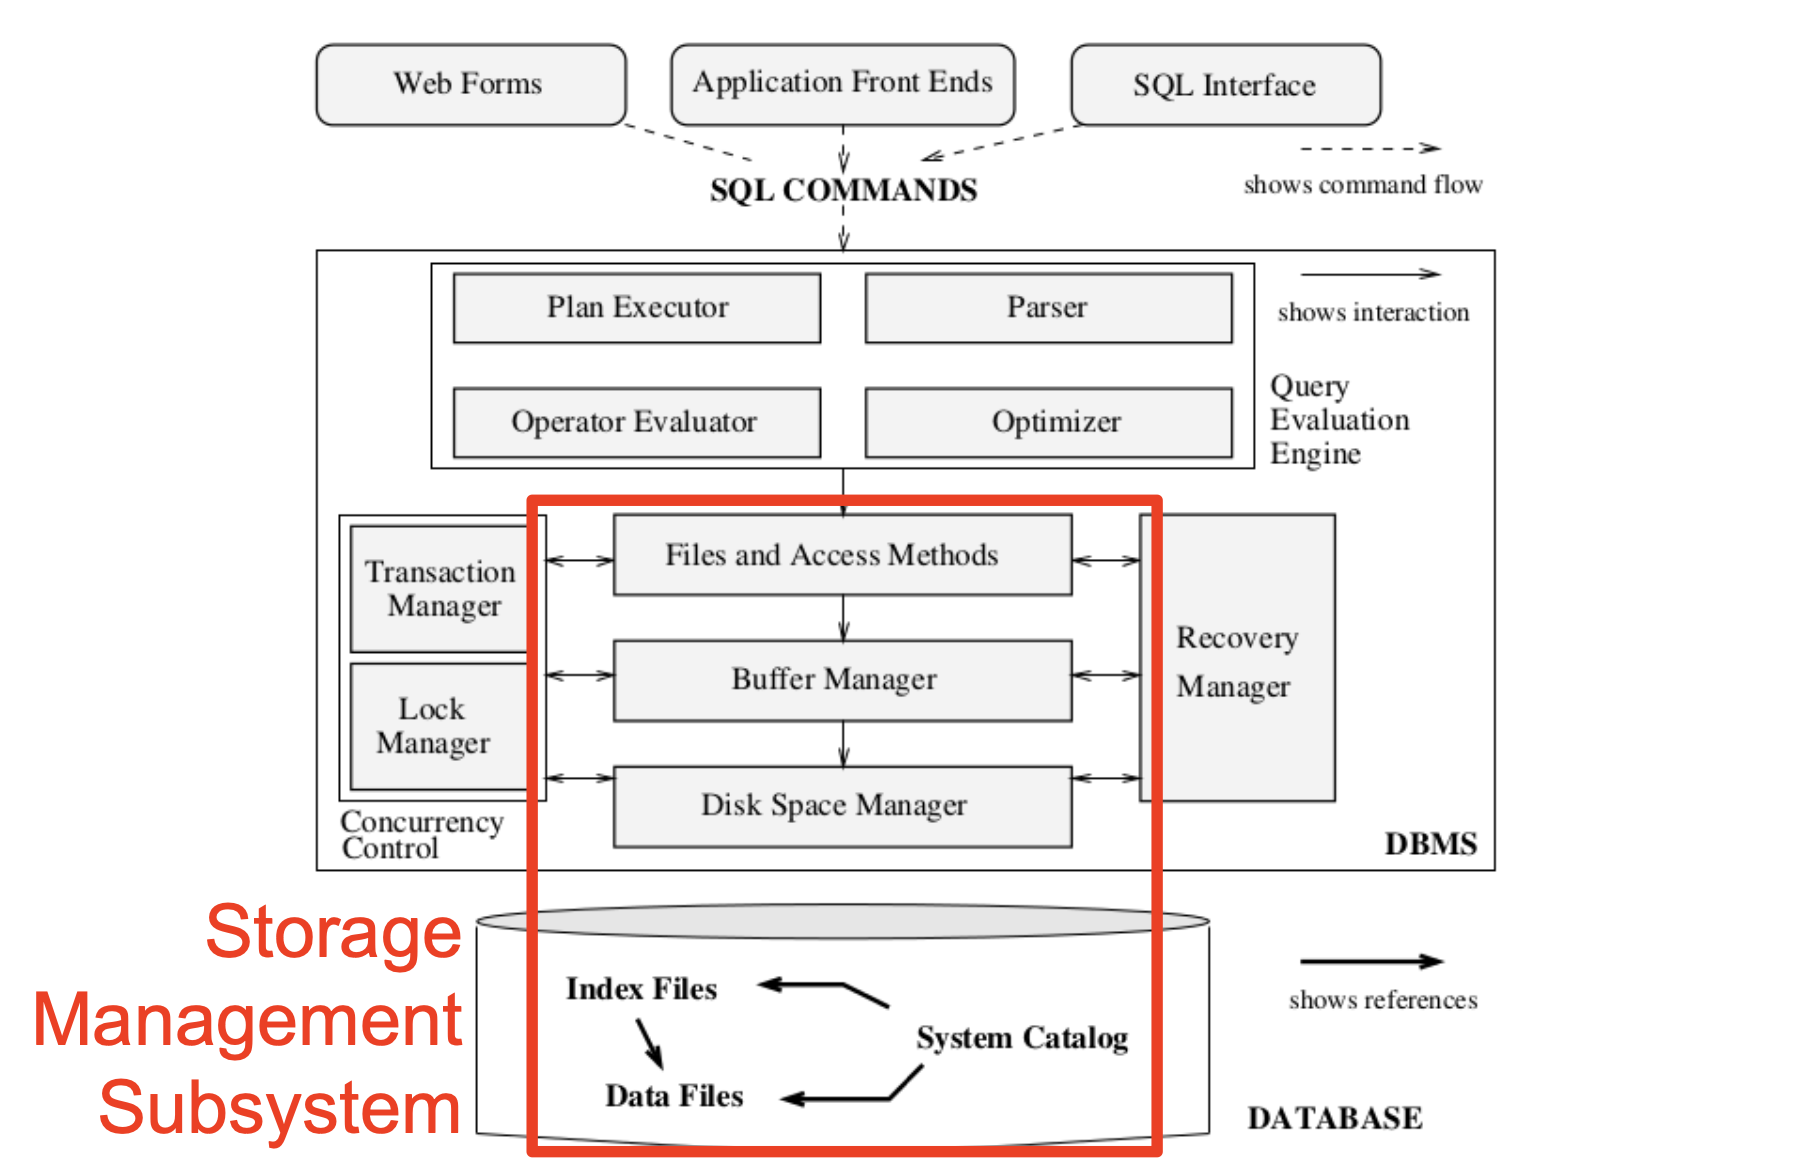 Web Forms
Application Front Ends
SQL Interface
SQL COMMANDS
shows command flow
Plan Executor
Parser
shows interaction
Operator Evaluator
Optimizer
Query
Evaluation
Engine
Transaction
Manager
Lock
Manager
Concurrency
Control
Files and Access Methods
Buffer Manager
Disk Space Manager
Recovery
Manager
DBMS
Storage
Management
Subsystem
Index Files
System Catalog
Data Files
shows references
DATABASE